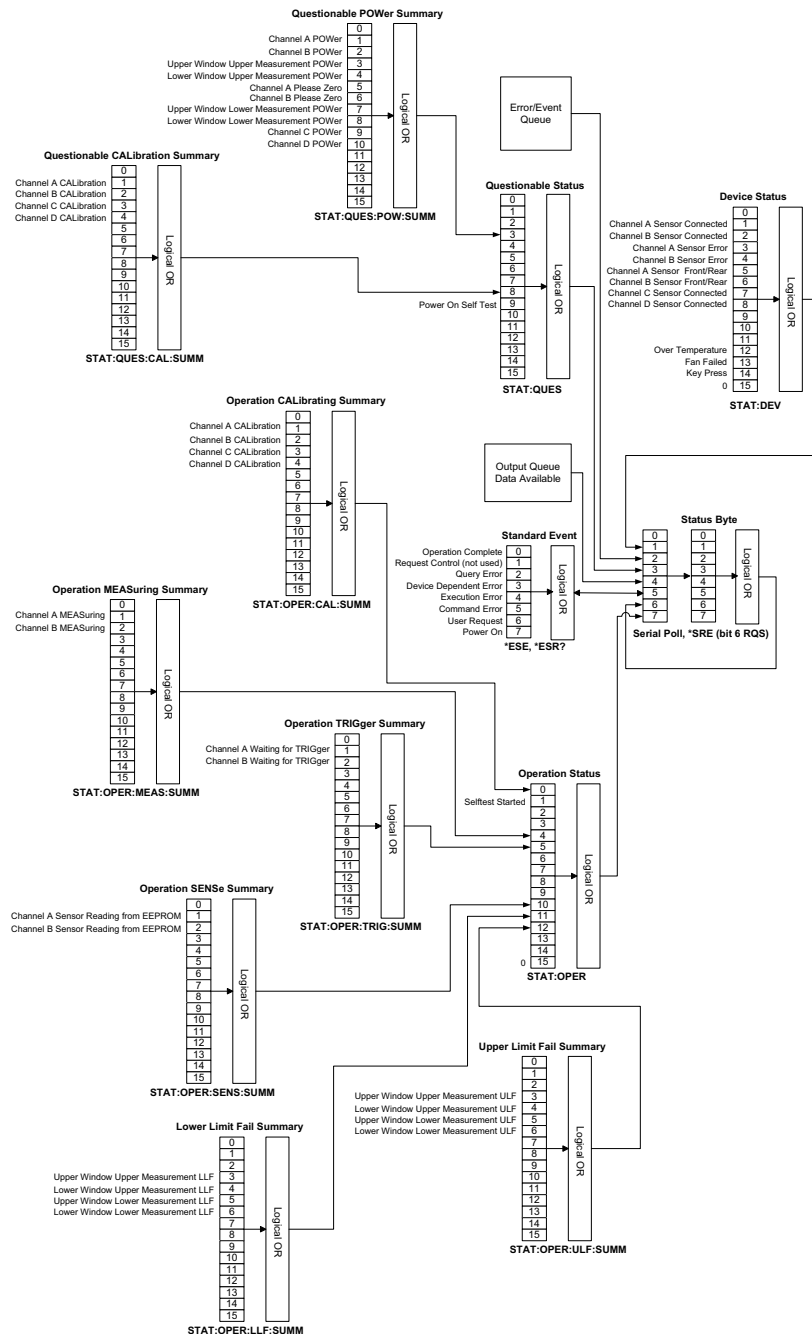 Questionable POWer Summary
0
Channel A POWer 1
Channel B POWer 2
Upper Window Upper Measurement POWer 3
Lower Window Upper Measurement POWer 4
Channel A Please Zero 5
Channel B Please Zero 6
Upper Window Lower Measurement POWer 7
Lower Window Lower Measurement POWer 8
Channel C POWer 9
Channel D POWer 10
11
12
13
14
15
Logical OR
STAT:QUES:POW:SUMM
Error/Event
Queue
Questionable CALibration Summary
0
Channel A CALibration 1
Channel B CALibration 2
Channel C CALibration 3
Channel D CALibration 4
5
6
7
8
9
10
11
12
13
14
15
Logical OR
STAT:QUES:CAL:SUMM
Questionable Status
0
1
2
3
4
5
6
7
8
Power On Self Test 9
10
11
12
13
14
15
Logical OR
STAT:QUES
Device Status
0
Channel A Sensor Connected 1
Channel B Sensor Connected 2
Channel A Sensor Error 3
Channel B Sensor Error 4
Channel A Sensor Front/Rear 5
Channel B Sensor Front/Rear 6
Channel C Sensor Connected 7
Channel D Sensor Connected 8
9
10
11
Over Temperature 12
Fan Failed 13
Key Press 14
0 15
Logical OR
STAT:DEV
Operation CALibrating Summary
0
Channel A CALibration 1
Channel B CALibration 2
Channel C CALibration 3
Channel D CALibration 4
5
6
7
8
9
10
11
12
13
14
15
Logical OR
STAT:OPER:CAL:SUMM
Output Queue
Data Available
Standard Event
Operation Complete 0
Request Control (not used) 1
Query Error 2
Device Dependent Error 3
Execution Error 4
Command Error 5
User Request 6
Power On 7
Logical OR
*ESE, *ESR?
Status Byte
0 0
1 1
2 2
3 3
4 4
5 5
6 6
7 7
Logical OR
Serial Poll, *SRE (bit 6 RQS)
Operation MEASuring Summary
0
Channel A MEASuring 1
Channel B MEASuring 2
3
4
5
6
7
8
9
10
11
12
13
14
15
Logical OR
STAT:OPER:MEAS:SUMM
Operation TRIGger Summary
0
Channel A Waiting for TRIGger 1
Channel B Waiting for TRIGger 2
3
4
5
6
7
8
9
10
11
12
13
14
15
Logical OR
STAT:OPER:TRIG:SUMM
Operation Status
0
Selftest Started 1
2
3
4
5
6
7
8
9
10
11
12
13
14
0 15
Logical OR
STAT:OPER
Operation SENSe Summary
0
Channel A Sensor Reading from EEPROM 1
Channel B Sensor Reading from EEPROM 2
3
4
5
6
7
8
9
10
11
12
13
14
15
Logical OR
STAT:OPER:SENS:SUMM
Upper Limit Fail Summary
0
1
2
Upper Window Upper Measurement ULF 3
Lower Window Upper Measurement ULF 4
Upper Window Lower Measurement ULF 5
Lower Window Lower Measurement ULF 6
7
8
9
10
11
12
13
14
15
Logical OR
STAT:OPER:ULF:SUMM
Lower Limit Fail Summary
0
1
2
Upper Window Upper Measurement LLF 3
Lower Window Upper Measurement LLF 4
Upper Window Lower Measurement LLF 5
Lower Window Lower Measurement LLF 6
7
8
9
10
11
12
13
14
15
Logical OR
STAT:OPER:LLF:SUMM